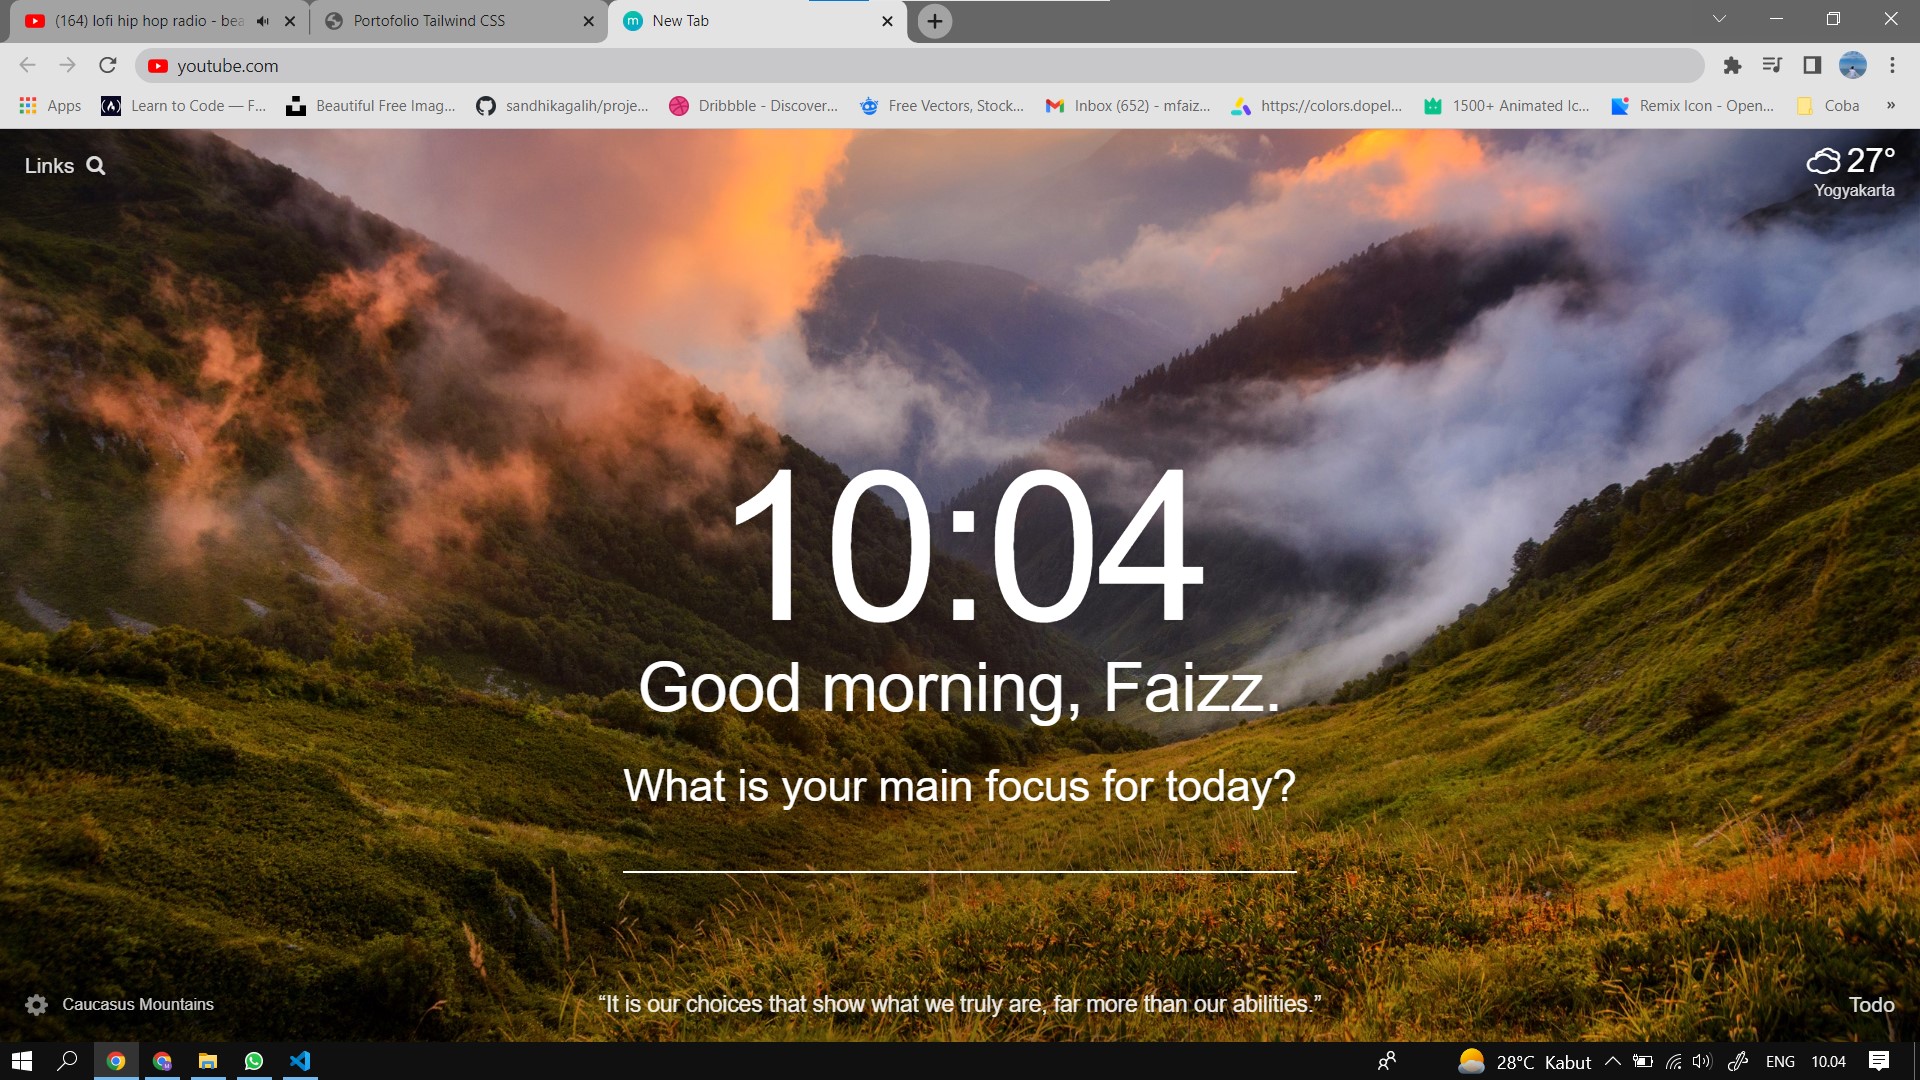 (164) lofi hip hop radio - bea
Portofolio Tailwind CSS
New Tab
youtube.com
Apps
Learn to Code — F...
Beautiful Free Imag...
sandhikagalih/proje...
Dribbble - Discover...
Free Vectors, Stock...
Inbox (652) - mfaiz...
https://colors.dopel...
1500+ Animated Ic...
Remix Icon - Open...
Coba
»
Links
27°
Yogyakarta
10:04
Good morning, Faizz.
What is your main focus for today?
Caucasus Mountains
“It is our choices that show what we truly are, far more than our abilities.”
Todo
28°C Kabut
ENG
10.04